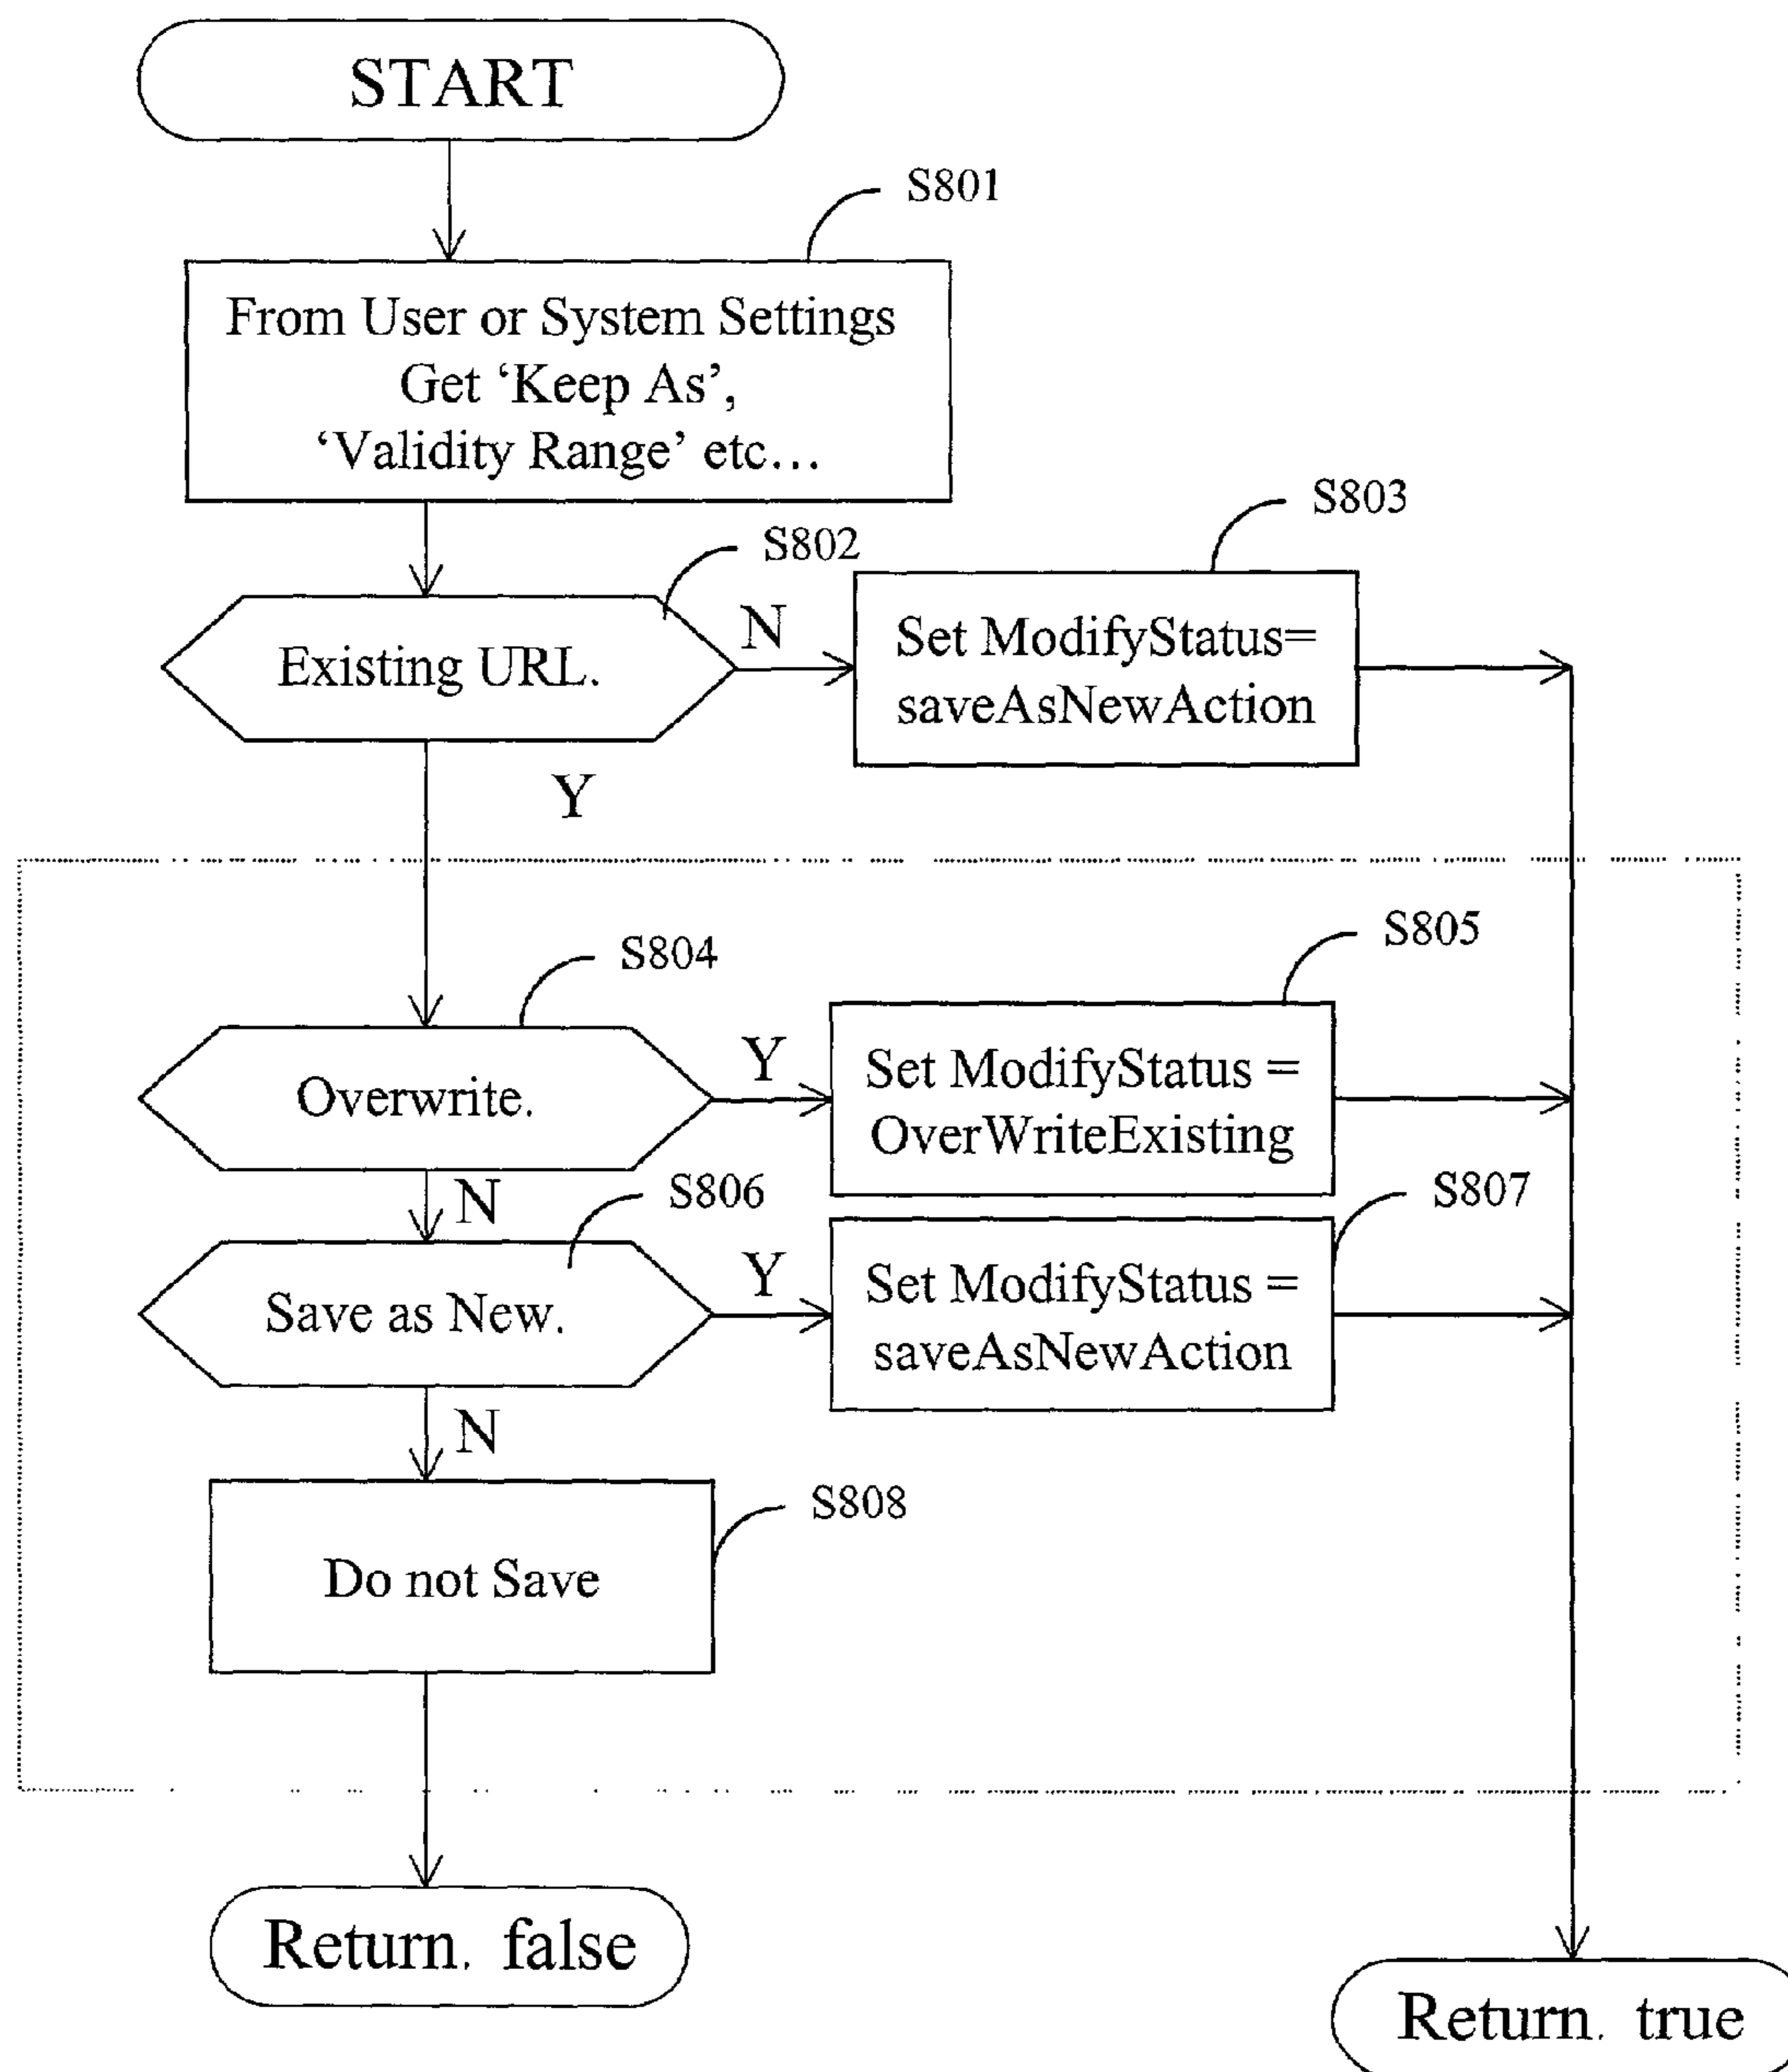 START
S801
From User or System Settings
Get ‘Keep As’,
‘Validity Range’ etc...
S802
S803
Existing URL.
N
Set ModifyStatus=
saveAsNewAction
Y
S804
S805
Overwrite.
Y
Set ModifyStatus =
OverWriteExisting
N
S806
S807
Save as New.
Y
Set ModifyStatus =
saveAsNewAction
N
S808
Do not Save
Return. false
Return. true